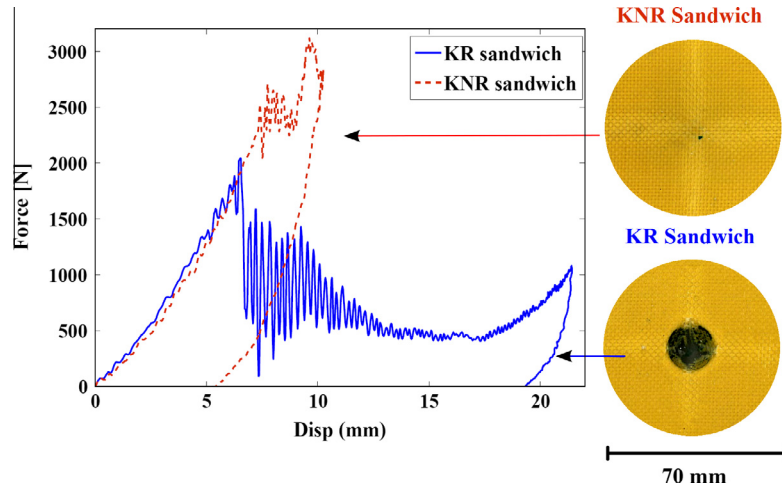 KNR Sandwich
3000
2500
2000
1500
1000
500
0
Force [N]
KR sandwich
KNR sandwich
0
5
10
15
20
Disp (mm)
KR Sandwich
70 mm